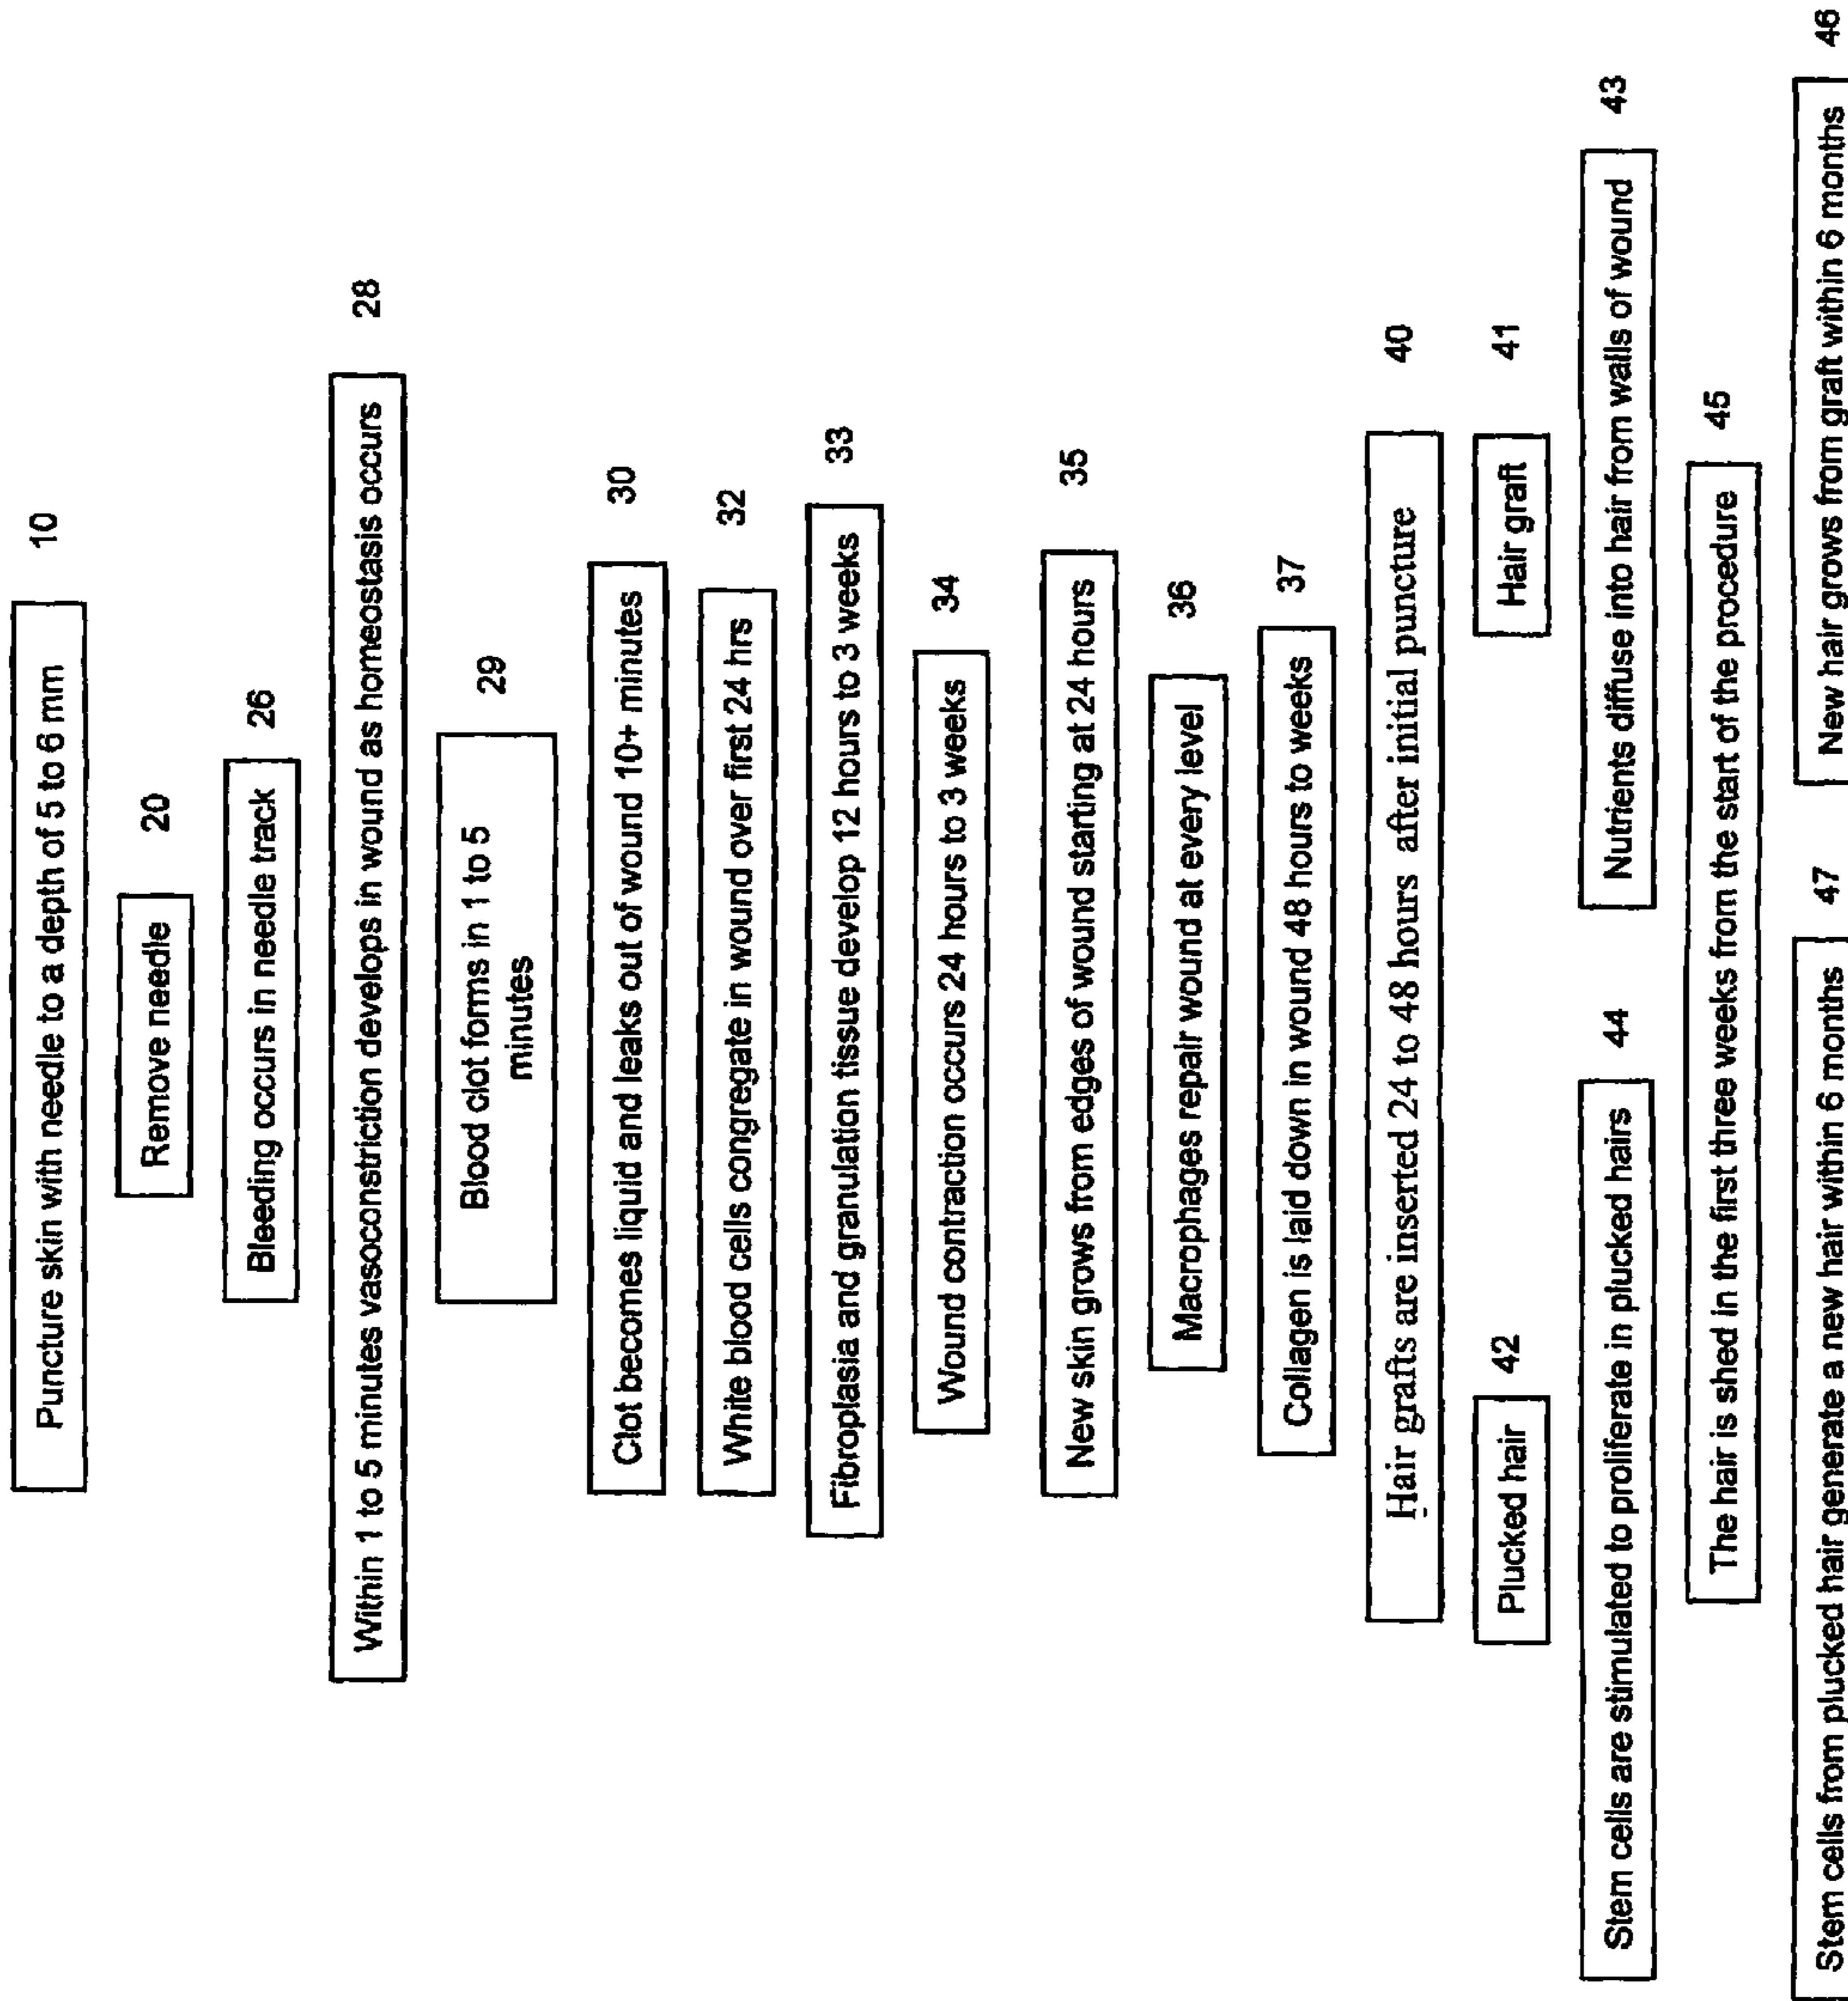 Puncture skin with needle to a depth of 5 to 6 mm 10
Remove needle 20
Bleeding occurs in needle track 26
Within 1 to 5 minutes vasoconstriction develops in wound as homeostasis occurs 28
Blood clot forms in 1 to 5 29
minutes
Clot becomes liquid and leaks out of wound 10+ minutes 30
White blood cells congregate in wound over first 24 hrs 32
Fibroplasia and granulation tissue develop 12 hours to 3 weeks 33
Wound contraction occurs 24 hours to 3 weeks 34
New skin grows from edges of wound starting at 24 hours 35
Macrophages repair wound at every level 36
Collagen is laid down in wound 48 hours to weeks 37
Hair grafts are inserted 24 to 48 hours after initial puncture 40
Plucked hair 42 Hair graft 41
Stem cells are stimulated to proliferate in plucked hairs 44 Nutrients diffuse into hair from walls of wound 43
The hair is shed in the first three weeks from the start of the procedure 45
Stem cells from plucked hair generate a new hair within 6 months 47 New hair grows from graft within 6 months 46